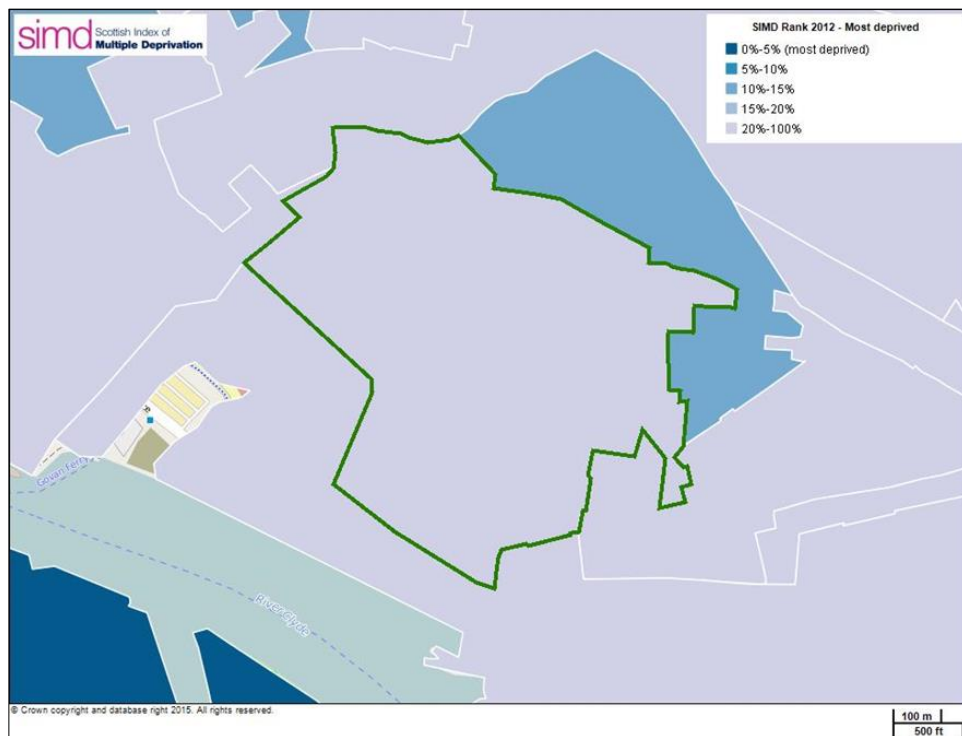 simd Scottish Index of
Multiple Deprivation
SIMD Rank 2012 - Most deprived
0%-5% (most deprived)
5%-10%
10%-15%
15%-20%
20%-100%
Govan Ferry
River Clyde
© Crown copyright and database right 2015. All rights reserved.
100 m
500 ft